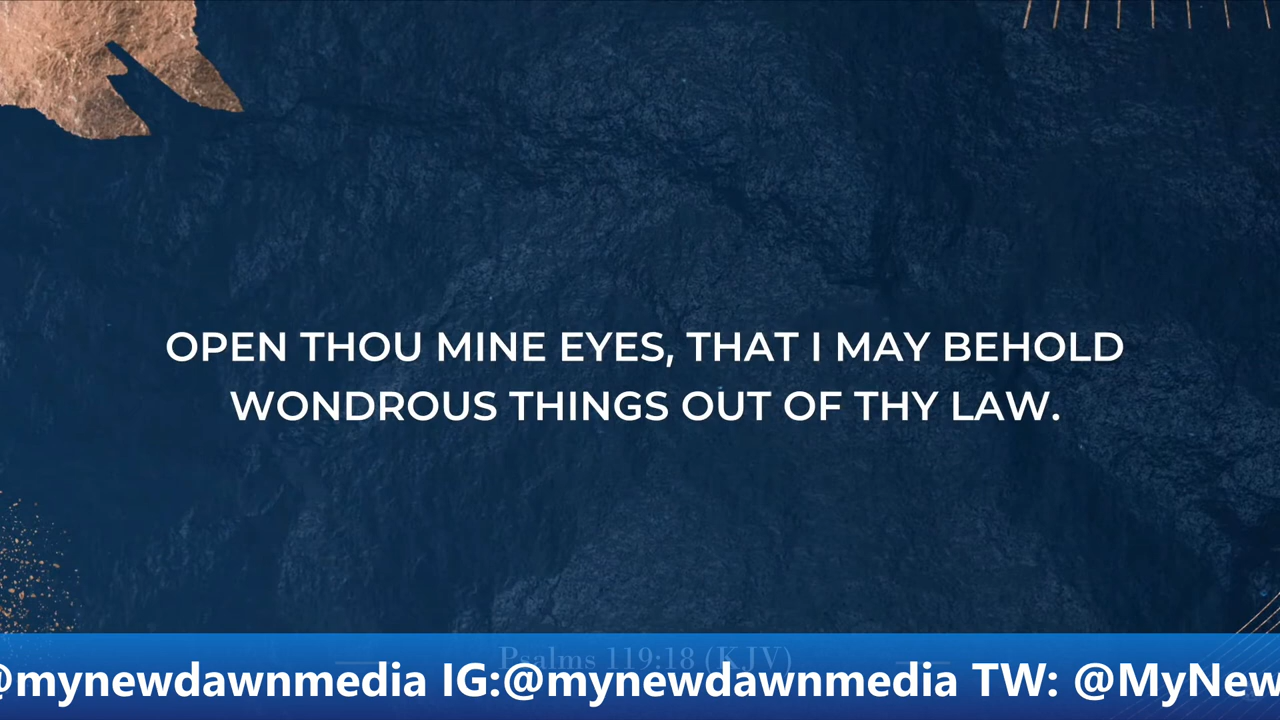 OPEN THOU MINE EYES, THAT I MAY BEHOLD
WONDROUS THINGS OUT OF THY LAW.
Psalms 119:18 (KJV)
@mynewdawnmedia IG:@mynewdawnmedia TW: @MyNew